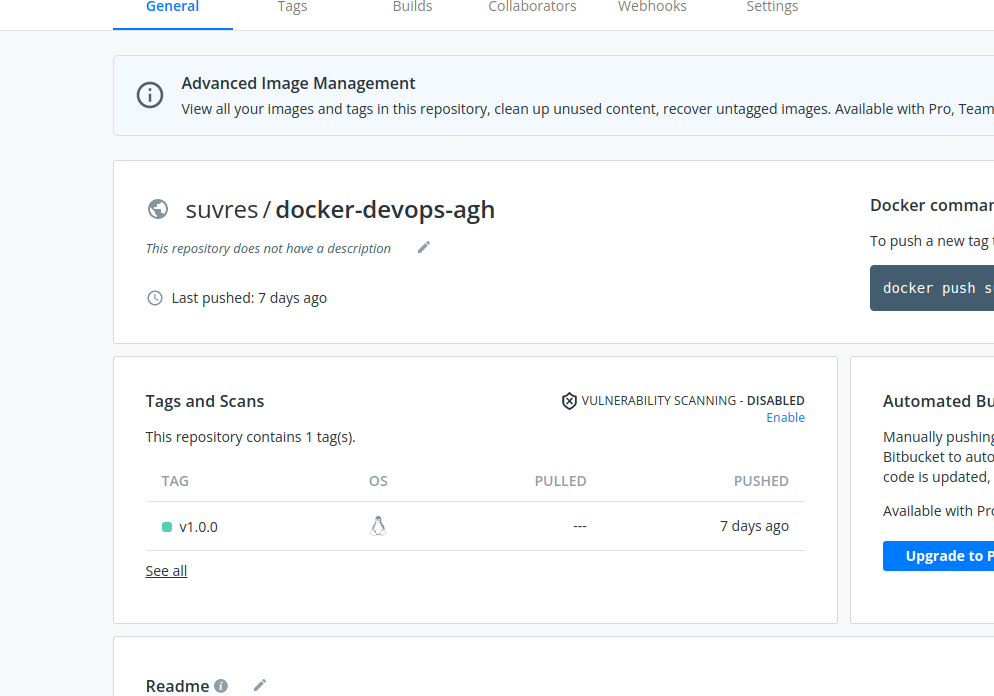 General Tags Builds Collaborators Webhooks Settings
Advanced Image Management
View all your images and tags in this repository, clean up unused content, recover untagged images. Available with Pro, Team
suvres / docker-devops-agh
This repository does not have a description
Last pushed: 7 days ago
Docker comman
To push a new tag t
docker push s
Tags and Scans
VULNERABILITY SCANNING - DISABLED
Enable
This repository contains 1 tag(s).
TAG OS PULLED PUSHED
v1.0.0 --- 7 days ago
See all
Automated Bu
Manually pushing
Bitbucket to auto
code is updated,
Available with Pro
Upgrade to P
Readme